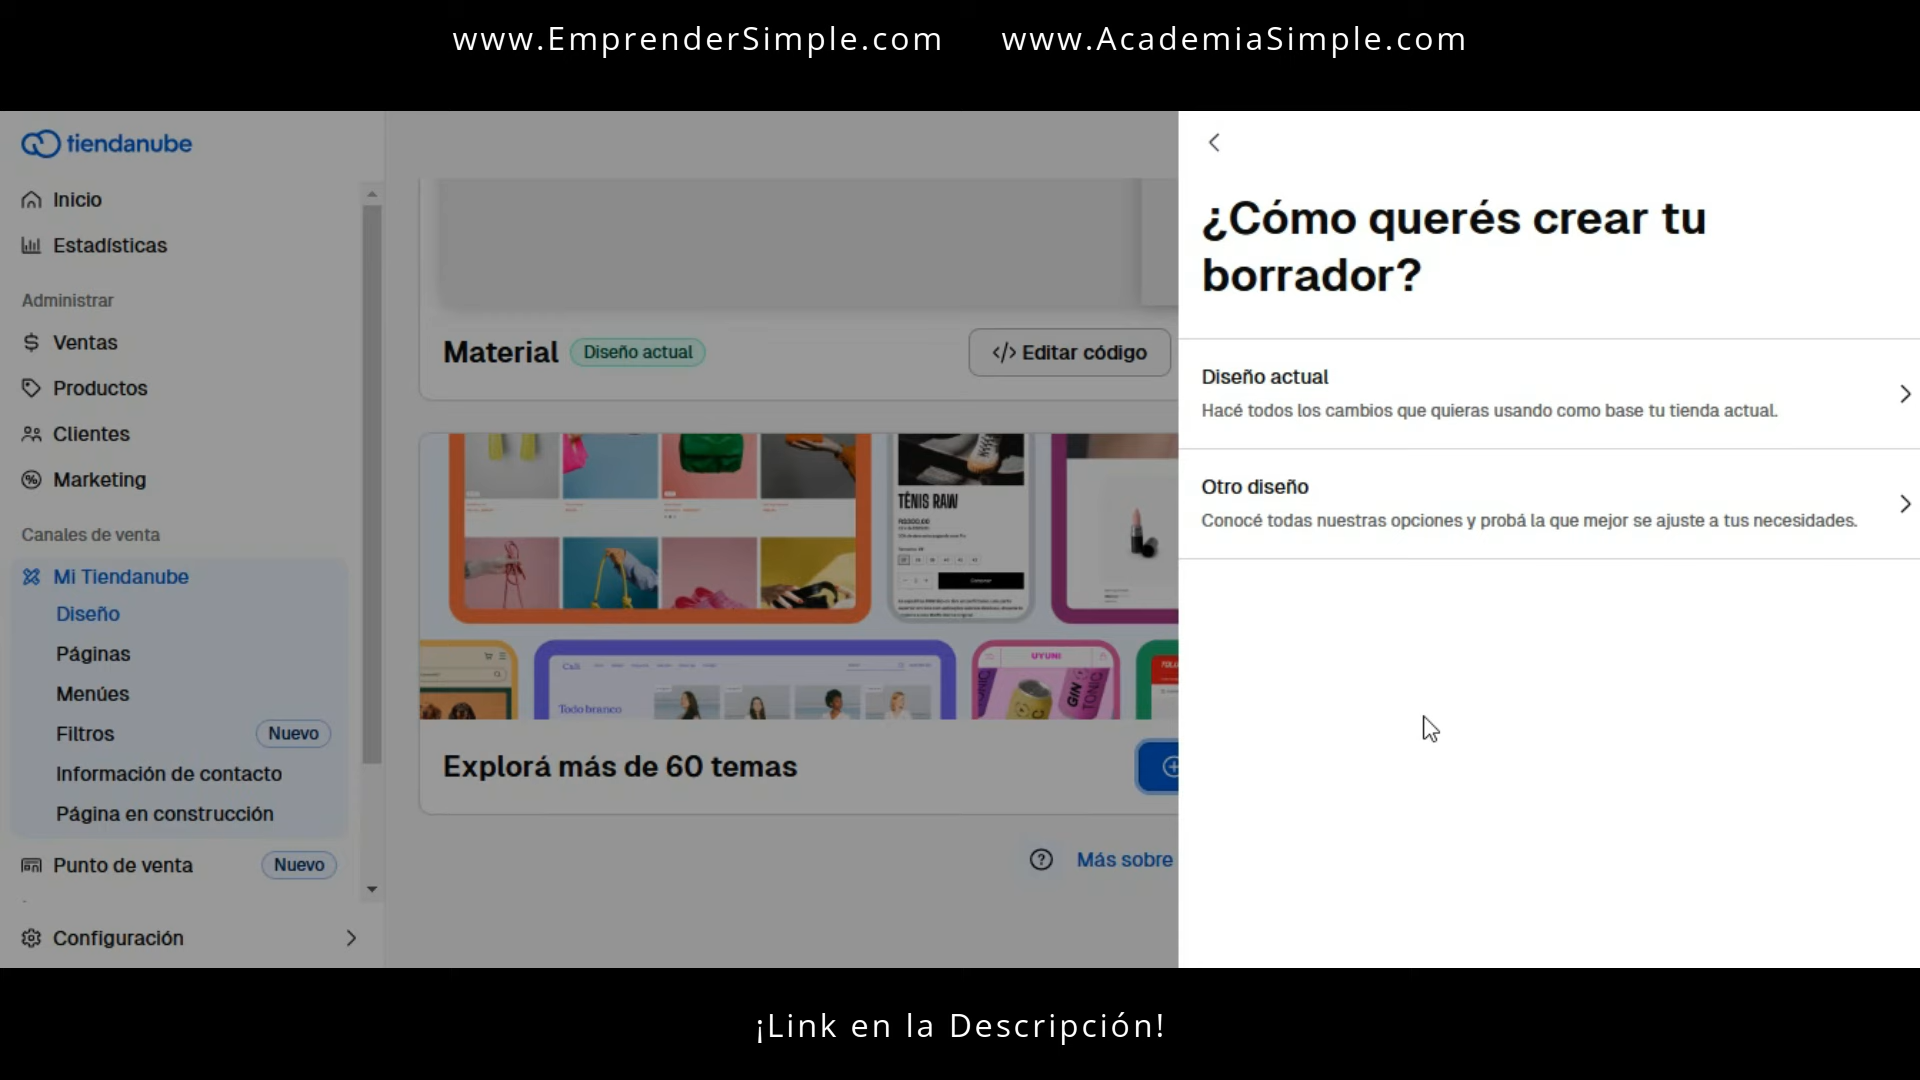 www.EmprenderSimple.com www.AcademiaSimple.com
tiendanube
Inicio
Estadísticas
Administrar
Ventas
Productos
Clientes
Marketing
Canales de venta
Mi Tiendanube
Diseño
Páginas
Menúes
Filtros Nuevo
Información de contacto
Página en construcción
Punto de venta Nuevo
Configuración
Material Diseño actual </> Editar código
TÊNIS RAW
Comprar
Cali
Todo branco
UYUNI
GIN
TONIC
Explorá más de 60 temas
Más sobre
¿Cómo querés crear tu
borrador?
Diseño actual
Hacé todos los cambios que quieras usando como base tu tienda actual.
Otro diseño
Conocé todas nuestras opciones y probá la que mejor se ajuste a tus necesidades.
¡Link en la Descripción!